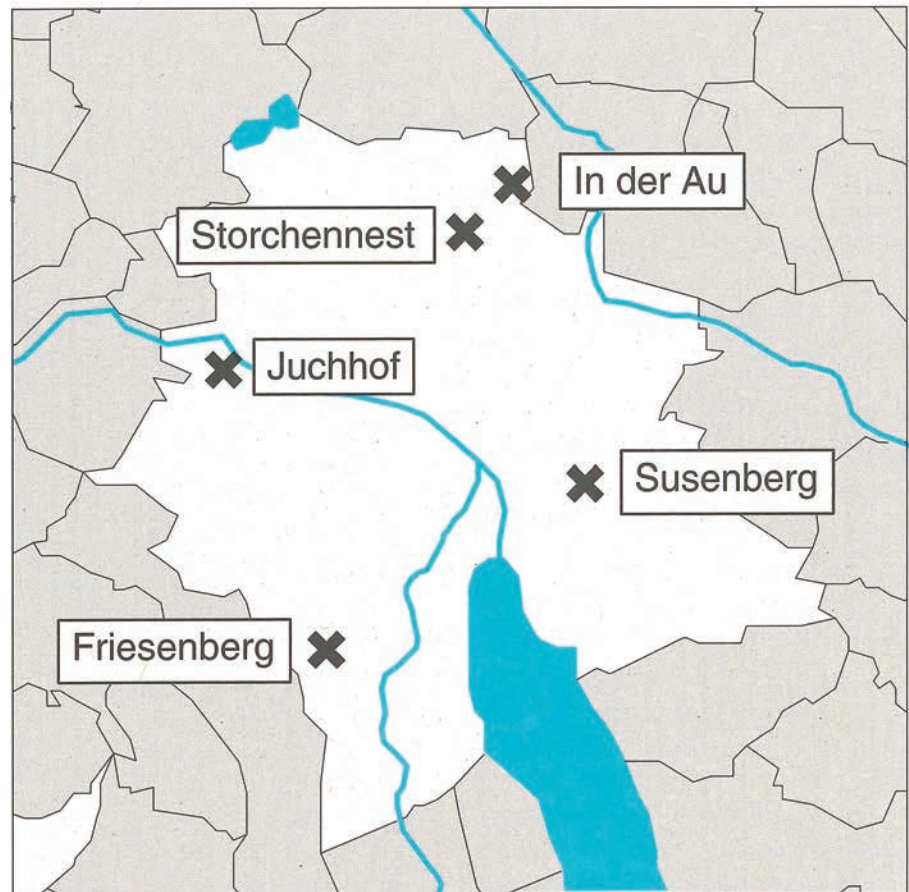 In der Au
Storchennest
Juchhof
Susenberg
Friesenberg